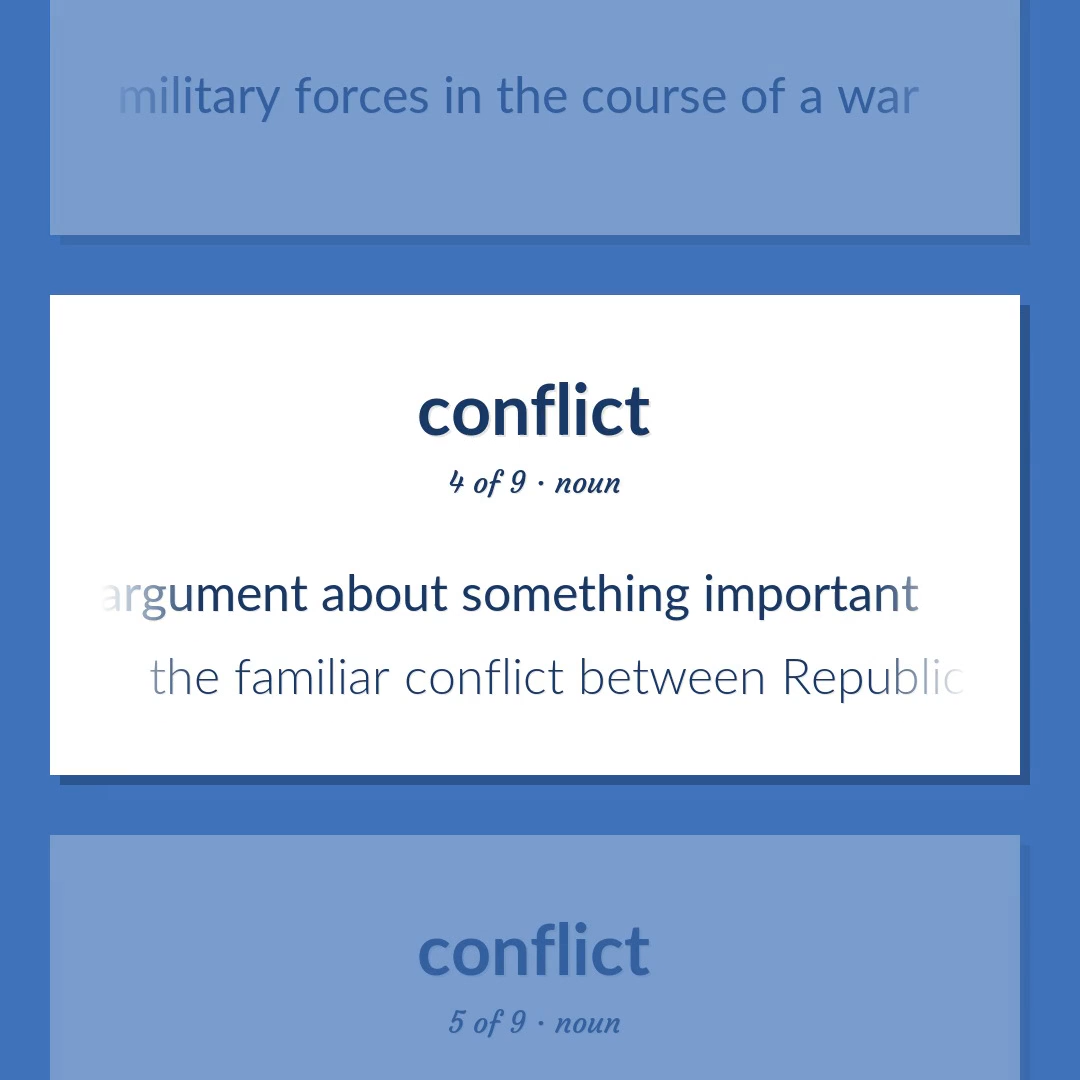 military forces in the course of a war
conflict
4 of 9 · noun
argument about something important
the familiar conflict between Republic
conflict
5 of 9 · noun